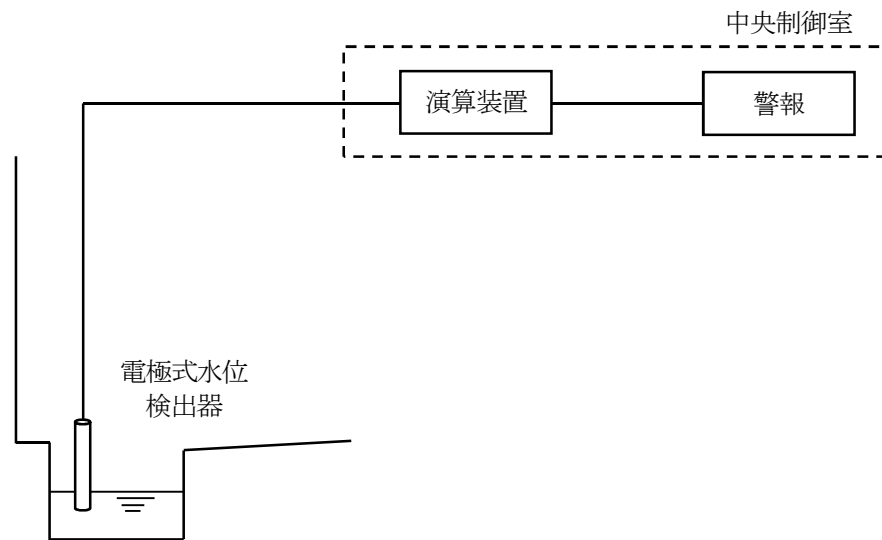 中央制御室
演算装置
警報
電極式水位
検出器